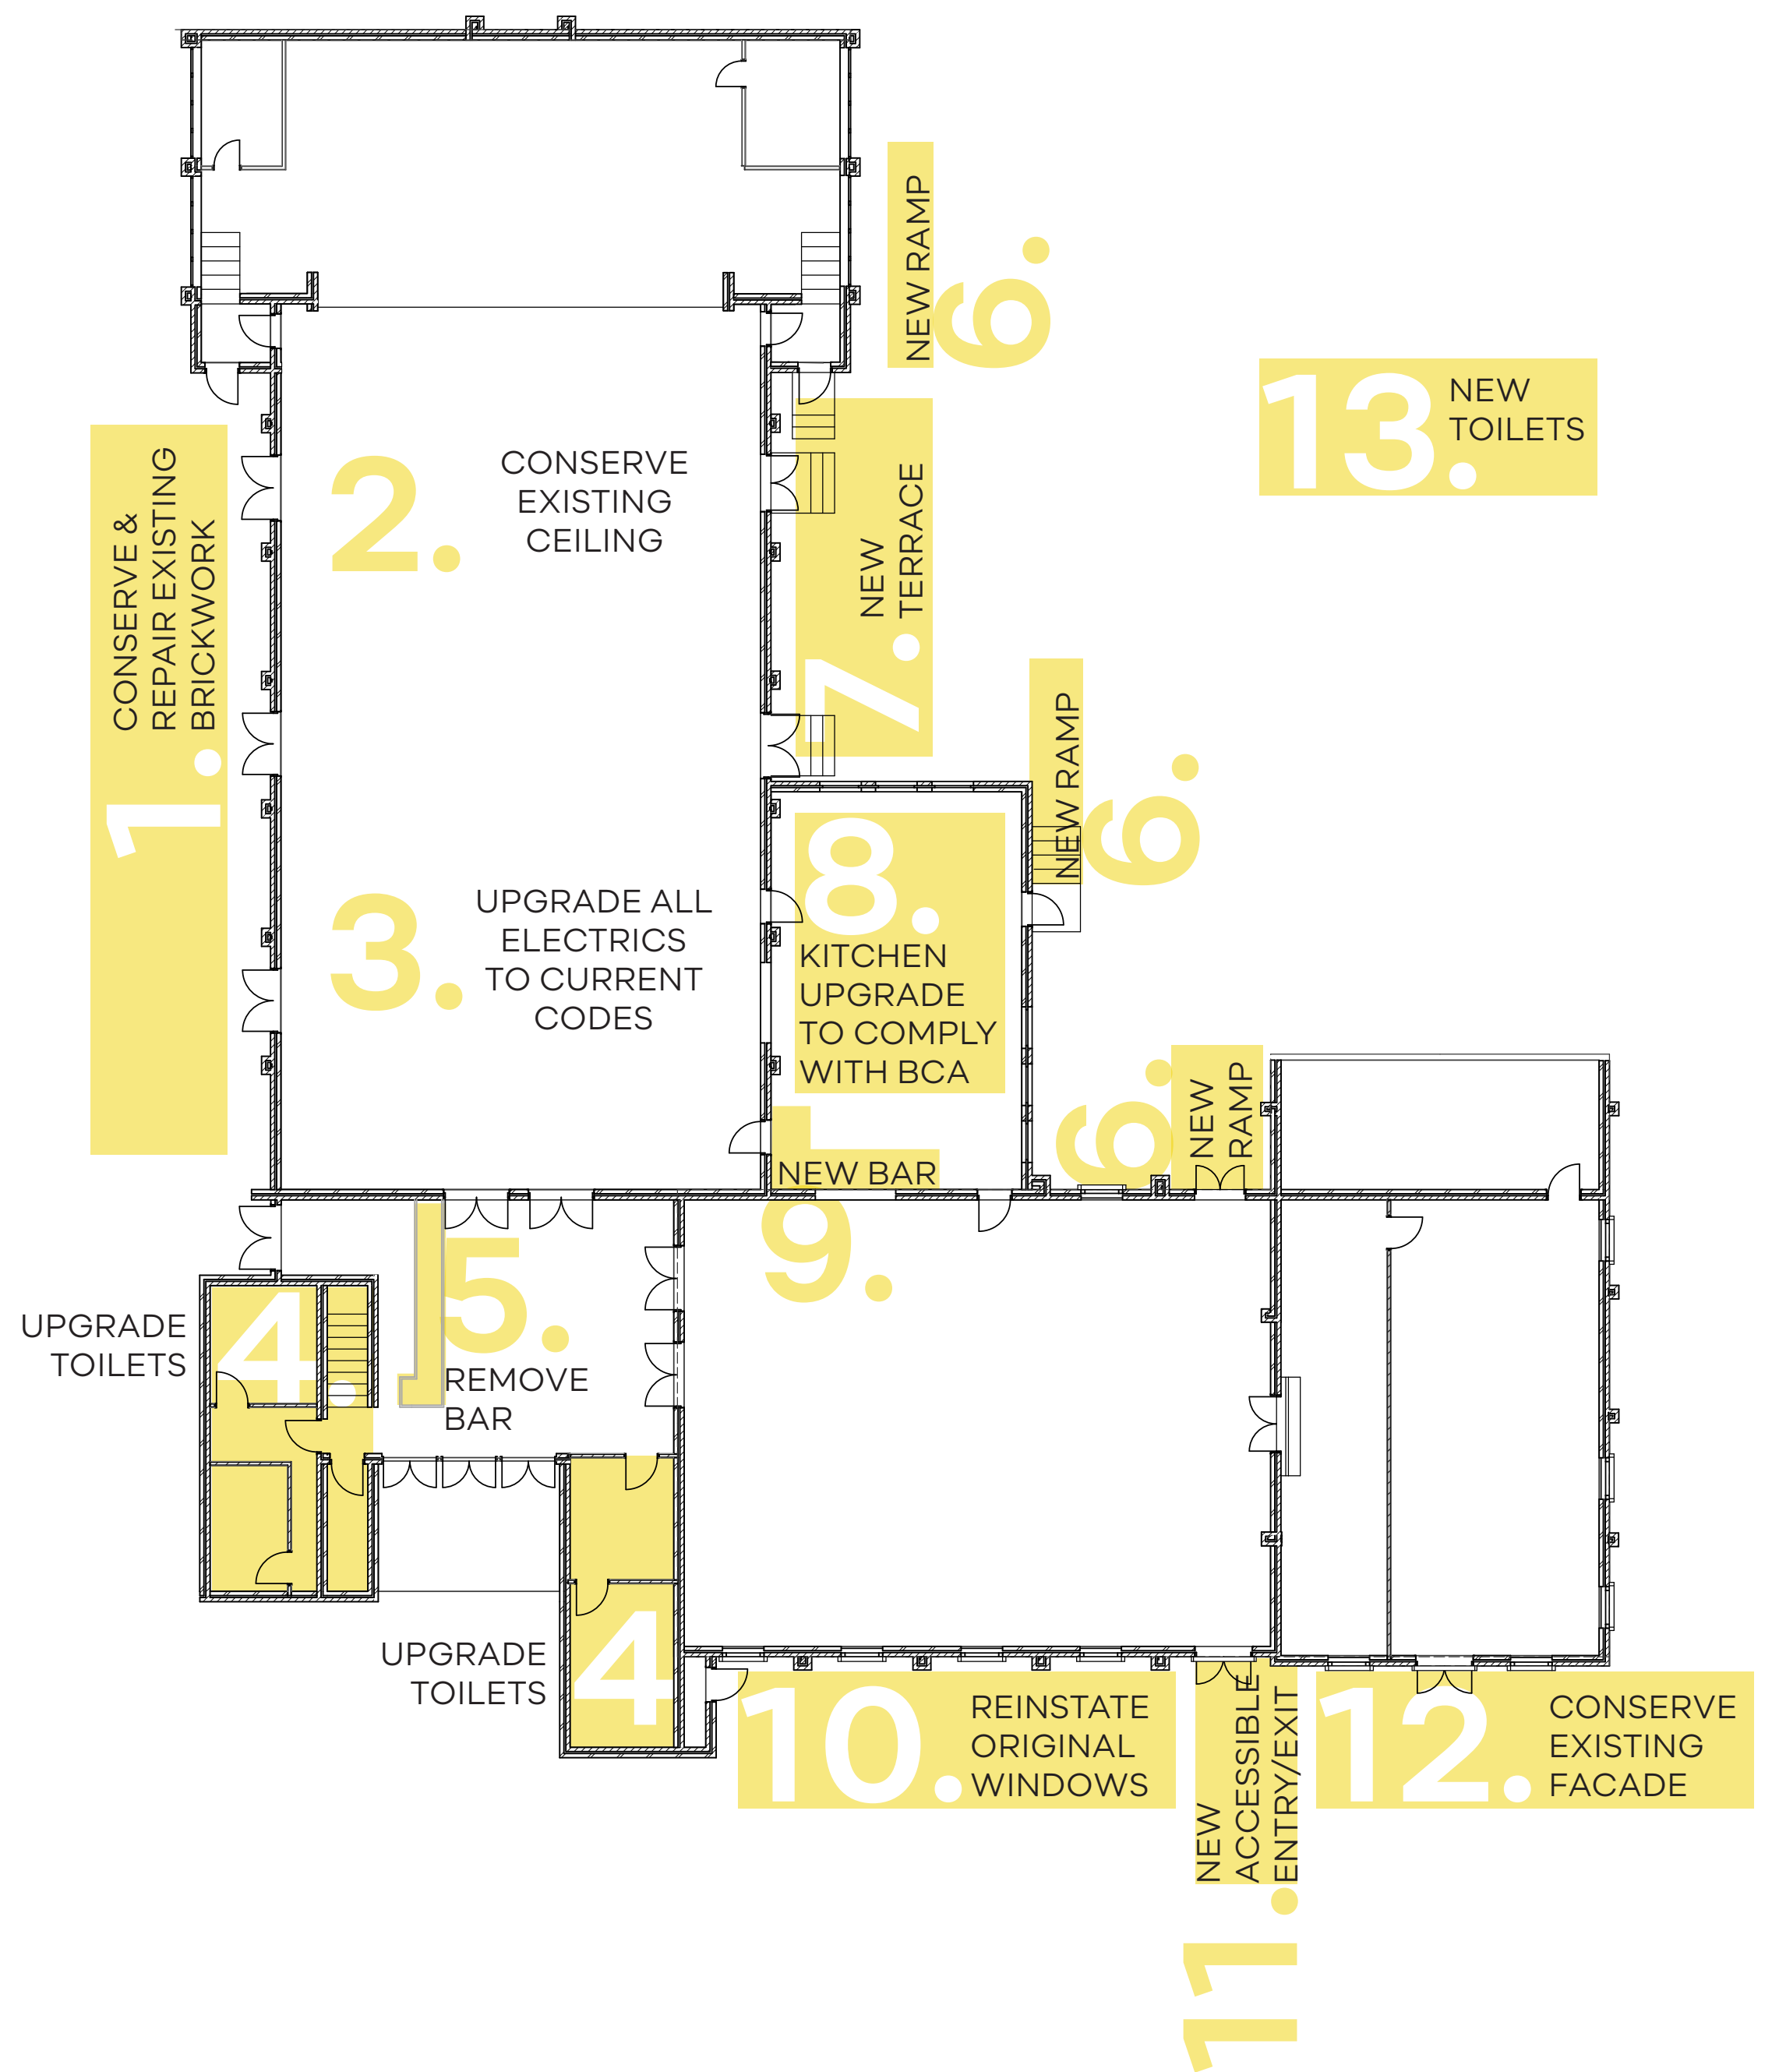 NEW RAMP
6.
13.
NEW
TOILETS
1.
CONSERVE &
REPAIR EXISTING
BRICKWORK
2.
CONSERVE
EXISTING
CEILING
7.
NEW
TERRACE
NEW RAMP
6.
3.
UPGRADE ALL
ELECTRICS
TO CURRENT
CODES
8.
KITCHEN
UPGRADE
TO COMPLY
WITH BCA
6.
NEW
RAMP
NEW BAR
9.
4.
UPGRADE
TOILETS
5.
REMOVE
BAR
4
UPGRADE
TOILETS
10.
REINSTATE
ORIGINAL
WINDOWS
11.
NEW
ACCESSIBLE
ENTRY/EXIT
12.
CONSERVE
EXISTING
FACADE